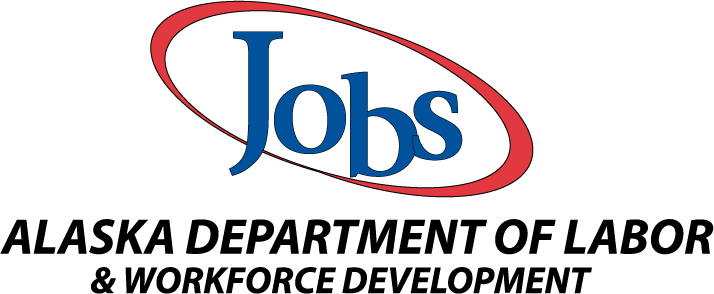 Jobs
ALASKA DEPARTMENT OF LABOR
& WORKFORCE DEVELOPMENT